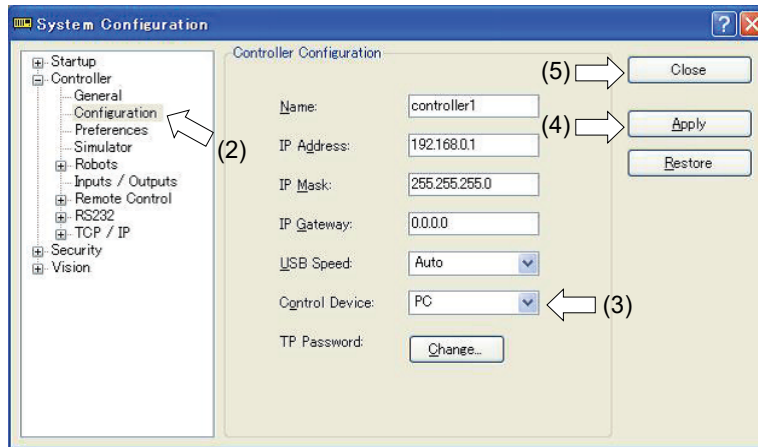 System Configuration
Startup
Controller
General
Configuration
Preferences
Simulator
Robots
Inputs / Outputs
Remote Control
RS232
TCP / IP
Security
Vision
(2)
Controller Configuration
Name: controller1
IP Address: 192.168.0.1
IP Mask: 255.255.255.0
IP Gateway: 0.0.0.0
USB Speed: Auto
Control Device: PC
(3)
TP Password: Change...
(5)
Close
(4)
Apply
Restore